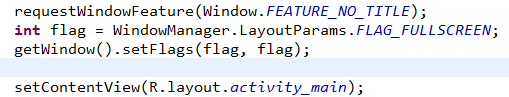 requestWindowFeature(Window.FEATURE_NO_TITLE);
int flag = WindowManager.LayoutParams.FLAG_FULLSCREEN;
getWindow().setFlags(flag, flag);
setContentView(R.layout.activity_main);